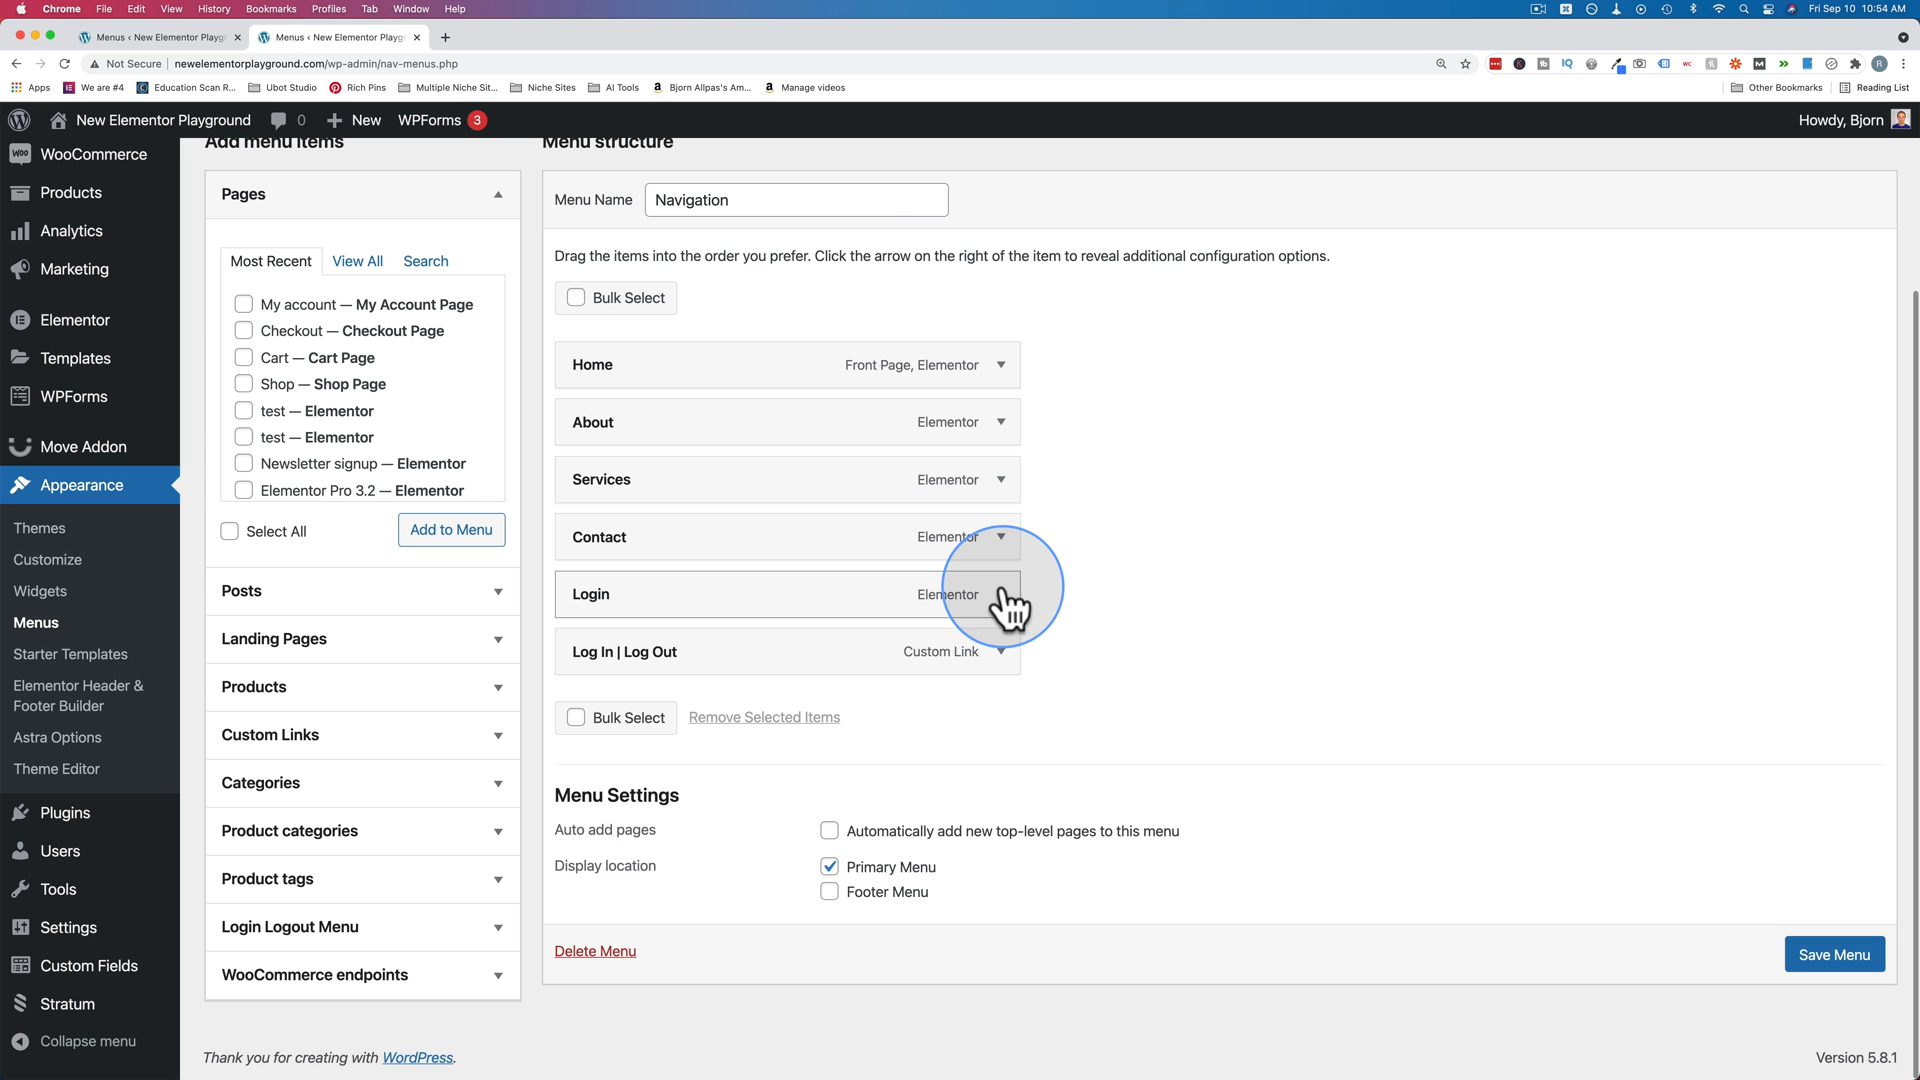 Chrome File Edit View History Bookmarks Profiles Tab Window Help Fri Sep 10 10:54 AM
Menus ‹ New Elementor Playg
Menus ‹ New Elementor Playg
Not Secure newelementorplayground.com/wp-admin/nav-menus.php
Apps We are #4 Education Scan R... Ubot Studio Rich Pins Multiple Niche Sit... Niche Sites AI Tools Bjorn Allpas's Am... Manage videos Other Bookmarks Reading List
New Elementor Playground 0 New WPForms 3 Howdy, Bjorn
WooCommerce
Products
Analytics
Marketing
Elementor
Templates
WPForms
Move Addon
Appearance
Themes
Customize
Widgets
Menus
Starter Templates
Elementor Header &
Footer Builder
Astra Options
Theme Editor
Plugins
Users
Tools
Settings
Custom Fields
Stratum
Collapse menu
Add menu items
Pages
Most Recent View All Search
My account — My Account Page
Checkout — Checkout Page
Cart — Cart Page
Shop — Shop Page
test — Elementor
test — Elementor
Newsletter signup — Elementor
Elementor Pro 3.2 — Elementor
Select All Add to Menu
Posts
Landing Pages
Products
Custom Links
Categories
Product categories
Product tags
Login Logout Menu
WooCommerce endpoints
Menu structure
Menu Name Navigation
Drag the items into the order you prefer. Click the arrow on the right of the item to reveal additional configuration options.
Bulk Select
Home Front Page, Elementor
About Elementor
Services Elementor
Contact Elementor
Login Elementor
Log In | Log Out Custom Link
Bulk Select Remove Selected Items
Menu Settings
Auto add pages Automatically add new top-level pages to this menu
Display location Primary Menu
Footer Menu
Delete Menu Save Menu
Thank you for creating with WordPress. Version 5.8.1